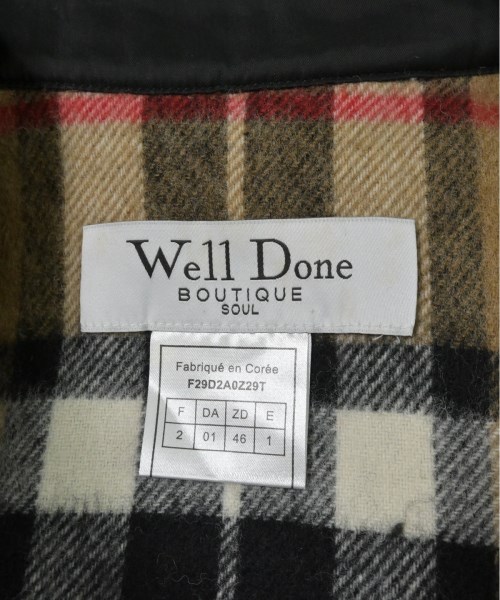 Well Done
BOUTIQUE
SOUL
Fabriqué en Corée
F29D2A0Z29T
F DA ZD E
2 01 46 1